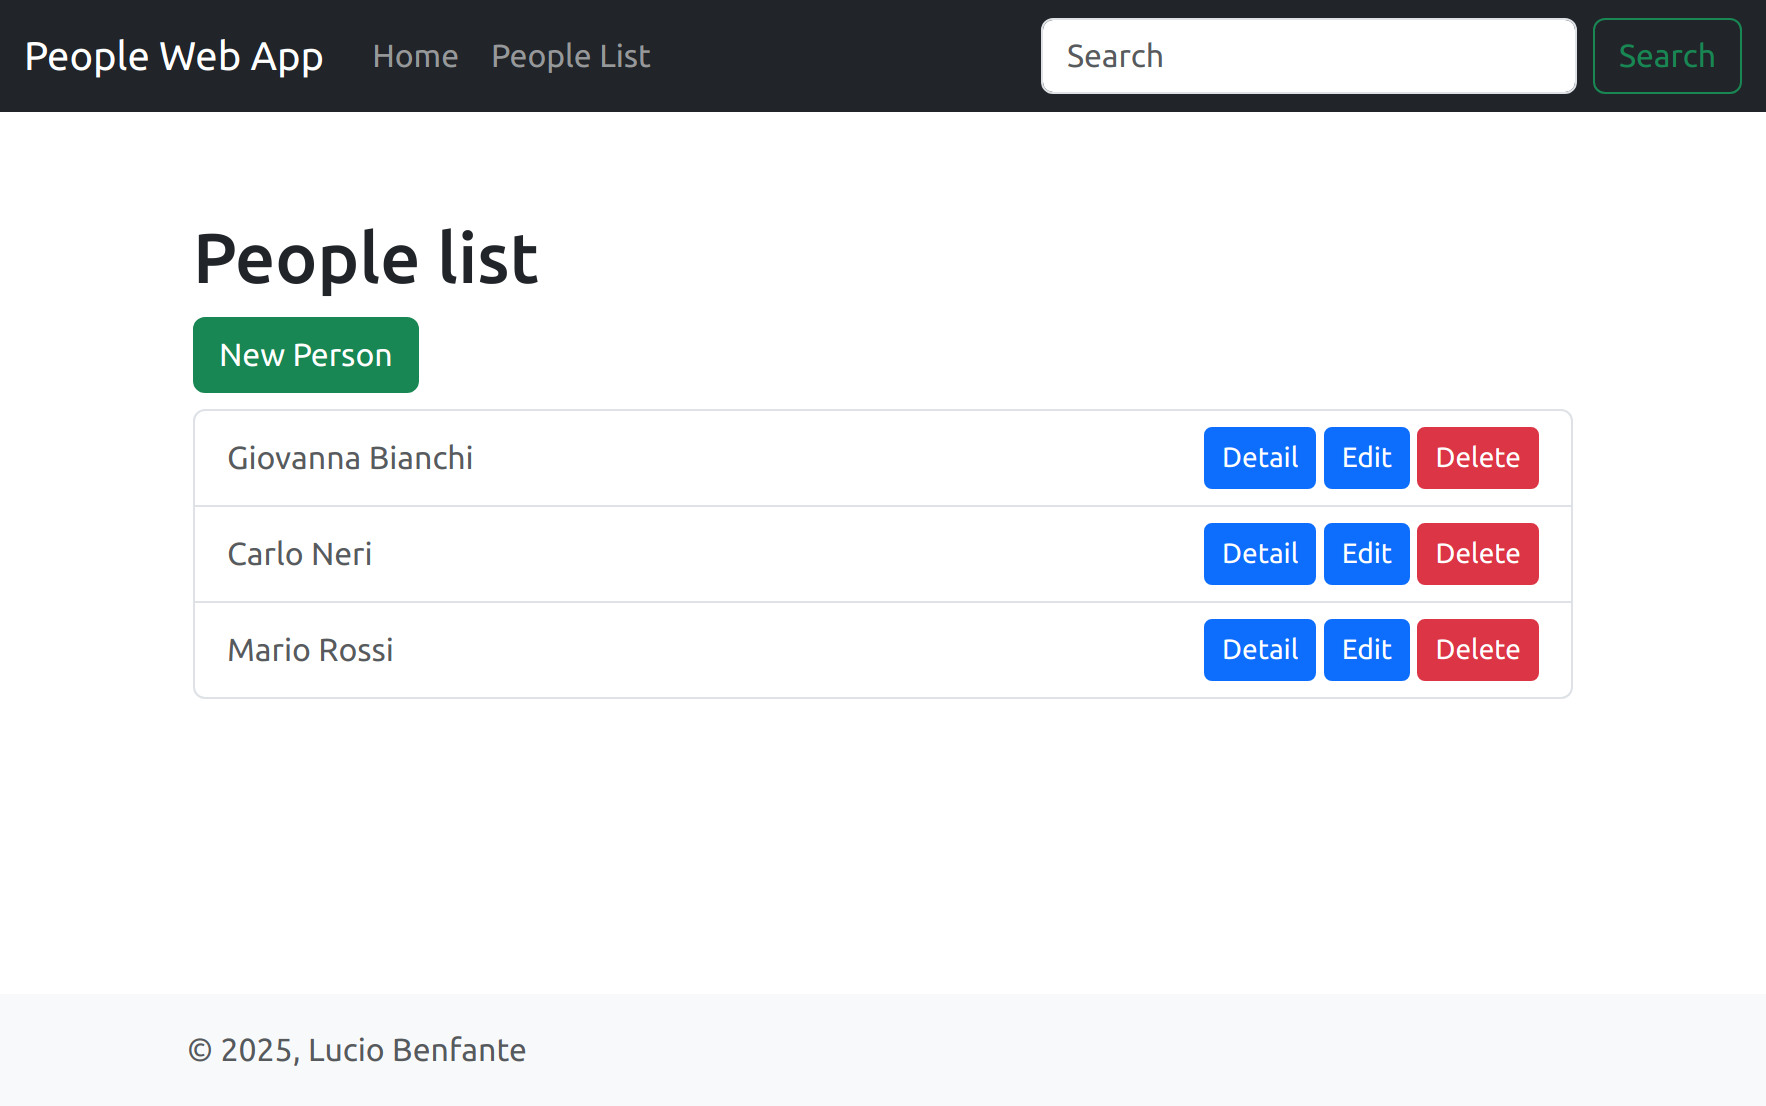 People Web App Home People List Search Search
People list
New Person
Giovanna Bianchi Detail Edit Delete
Carlo Neri Detail Edit Delete
Mario Rossi Detail Edit Delete
© 2025, Lucio Benfante